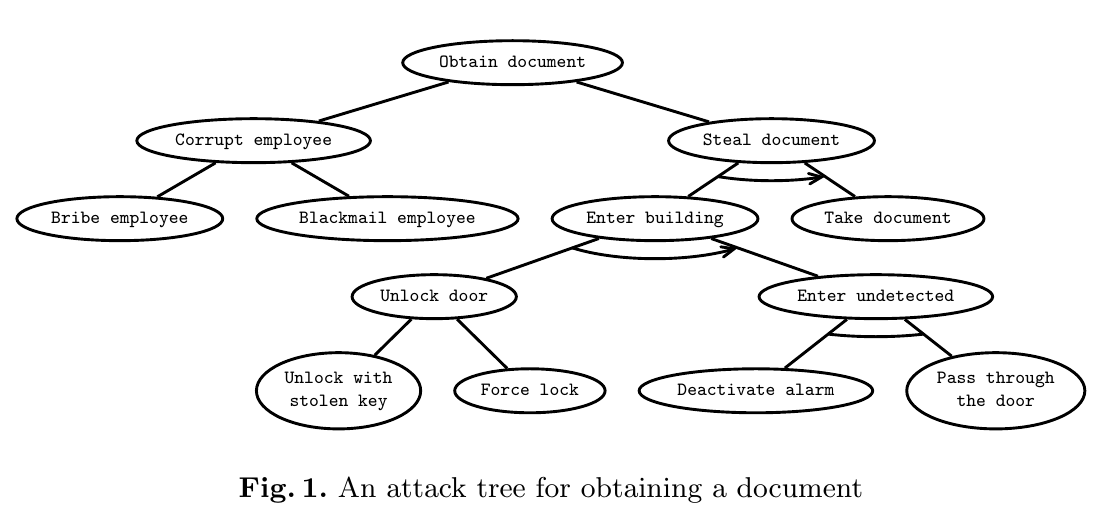 Obtain document
Corrupt employee
Steal document
Bribe employee
Blackmail employee
Enter building
Take document
Unlock door
Enter undetected
Unlock with
stolen key
Force lock
Deactivate alarm
Pass through
the door
Fig. 1. An attack tree for obtaining a document